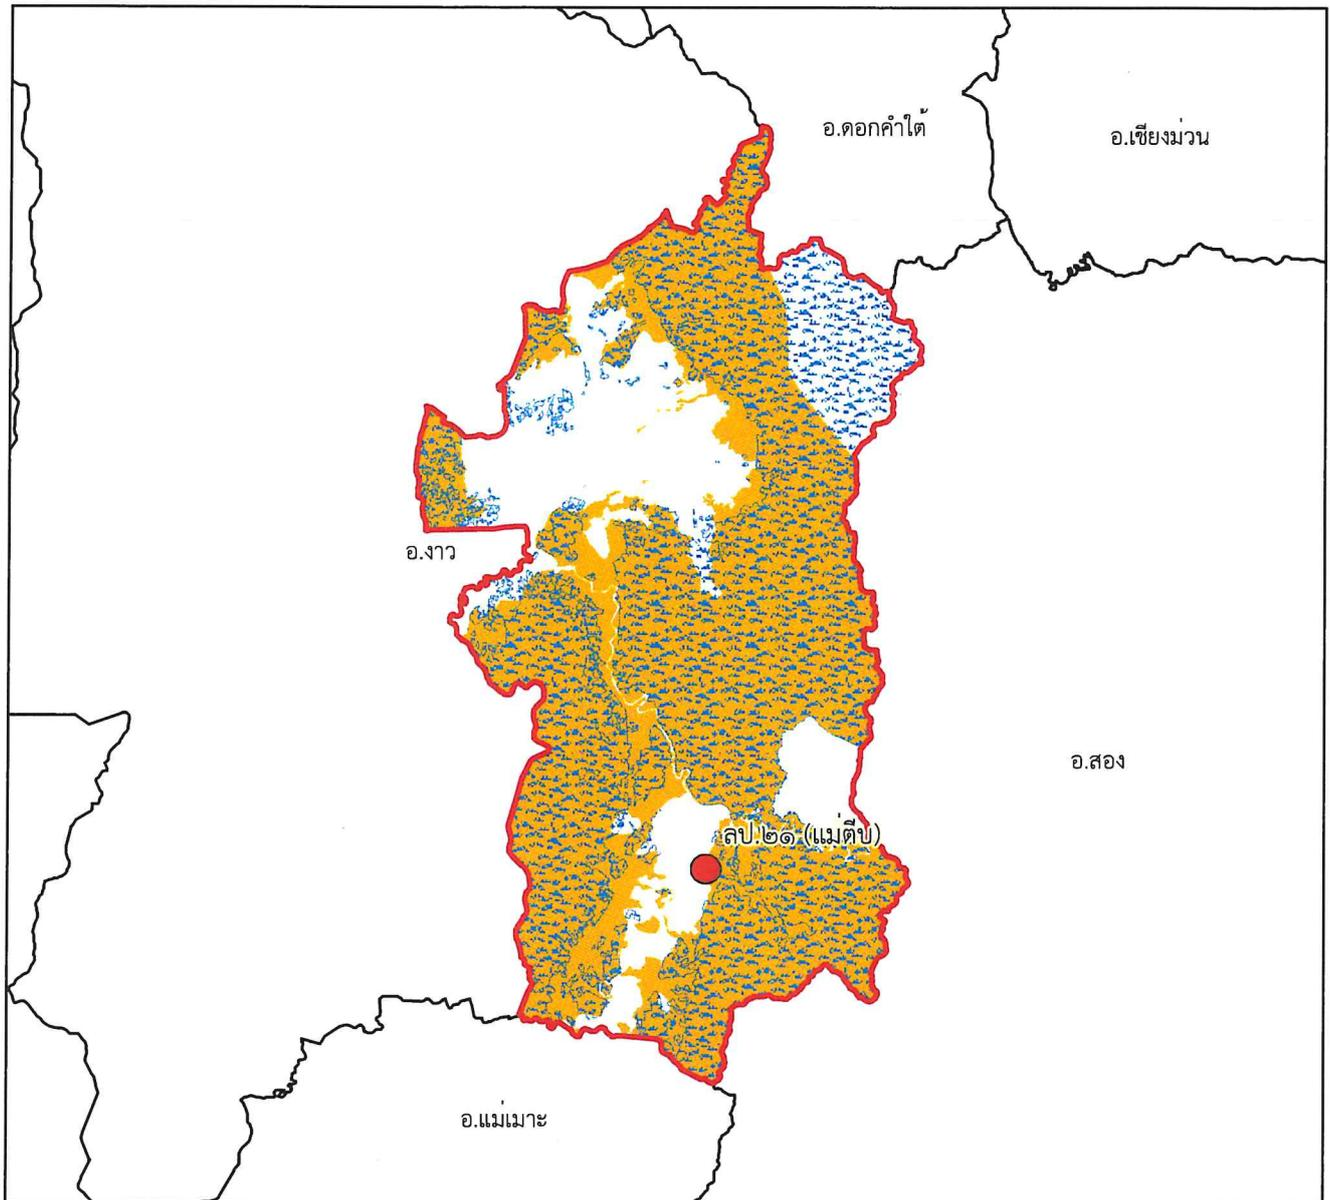 อ.ดอกคำใต้
อ.เชียงม่วน
อ.งาว
อ.สอง
ลป.๒๑ (แม่ตีบ)
อ.แม่เมาะ